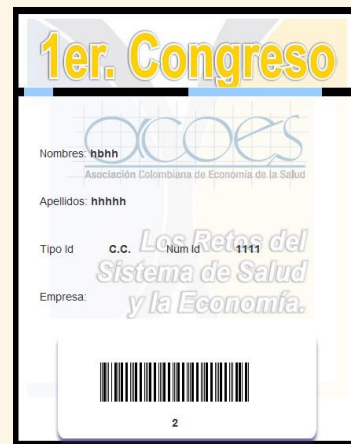 1er. Congreso
acoes
Nombres: hbhh
Asociación Colombiana de Economía de la Salud
Apellidos: hhhhh
Tipo Id C.C. Num Id 1111
Los Retos del
Sistema de Salud
Empresa:
y la Economía.
2